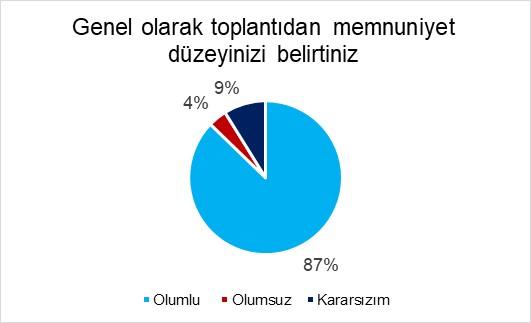 Genel olarak toplantıdan memnuniyet
düzeyinizi belirtiniz
9%
4%
87%
Olumlu Olumsuz Kararsızım